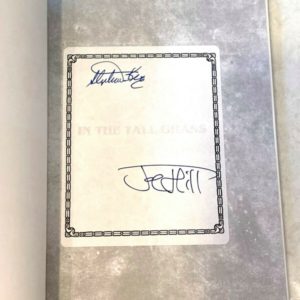 Stephen King
IN THE TALL GRASS
Joe Hill